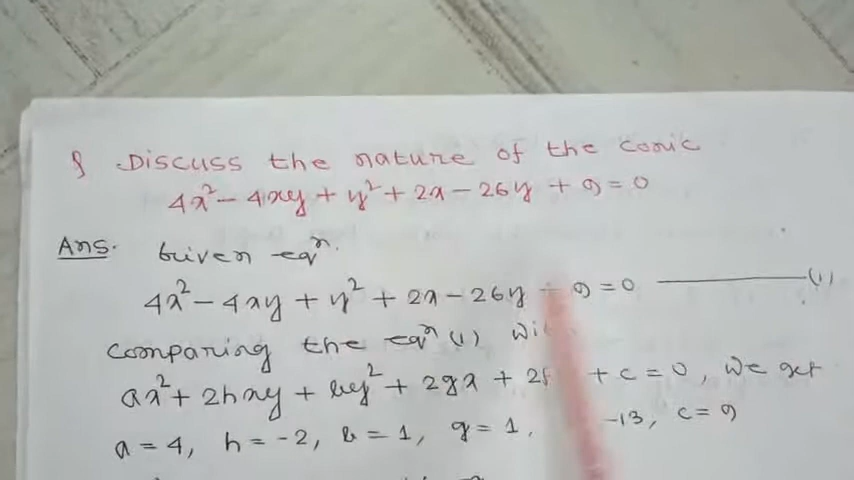 Q Discuss the nature of the conic
4x² - 4xy + y² + 2x - 26y + 9 = 0
Ans. Given eqⁿ.
4x² - 4xy + y² + 2x - 26y + 9 = 0 ——— (1)
comparing the eqⁿ (1)
ax² + 2hxy + by² + 2gx + + c = 0, we get
a = 4, h = -2, b = 1, g = 1, -13, c = 9